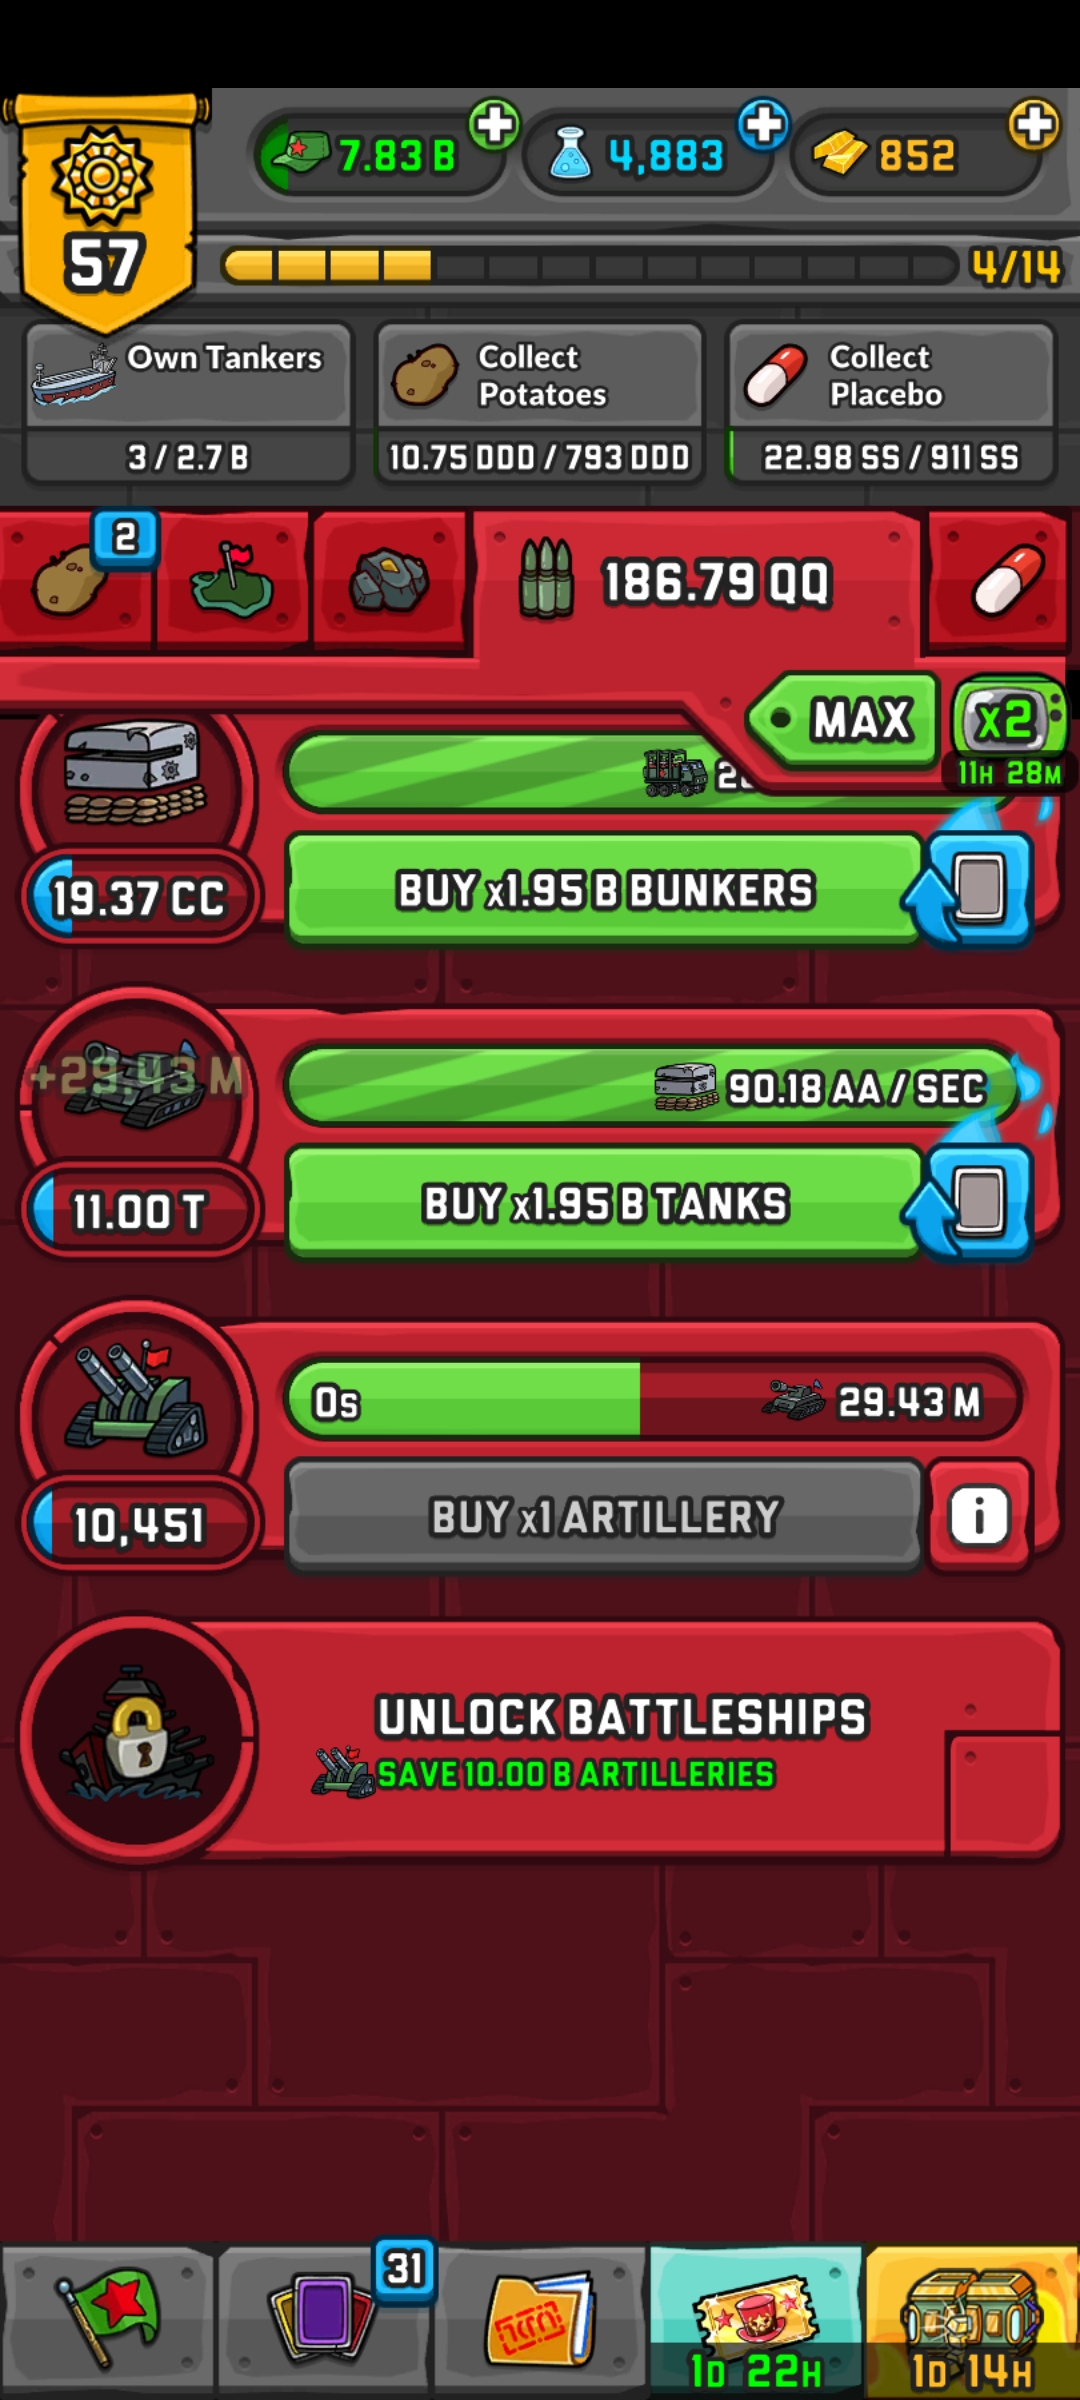 7.83 B
4,883
852
57
4/14
Own Tankers
3 / 2.7 B
Collect
Potatoes
10.75 DDD / 793 DDD
Collect
Placebo
22.98 SS / 911 SS
2
186.79 QQ
MAX
x2
11H 28M
19.37 CC
BUY x1.95 B BUNKERS
+29.43 M
90.18 AA / SEC
11.00 T
BUY x1.95 B TANKS
0s
29.43 M
10,451
BUY x1 ARTILLERY
i
UNLOCK BATTLESHIPS
SAVE 10.00 B ARTILLERIES
31
1D 22H
1D 14H